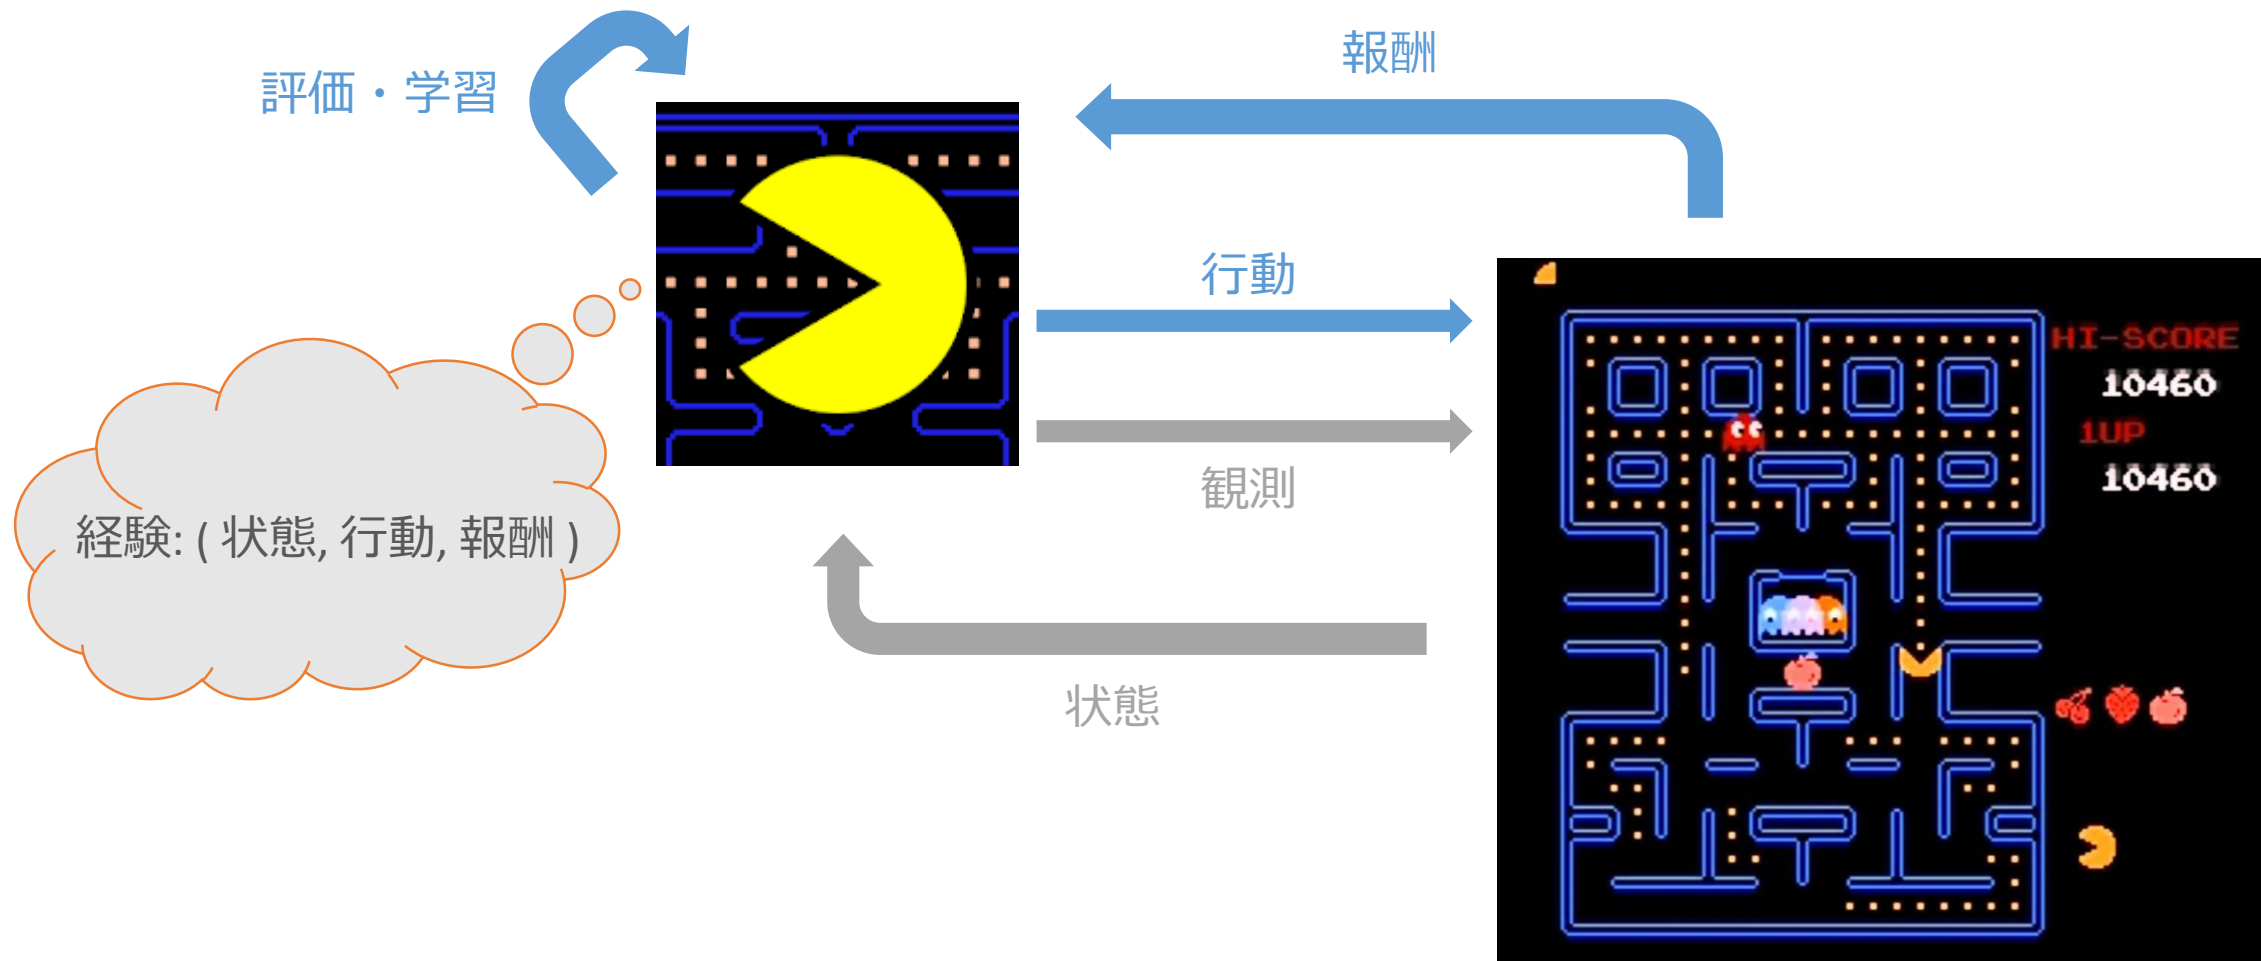 報酬
評価・学習
行動
HI-SCORE
10460
1UP
10460
観測
経験: ( 状態, 行動, 報酬 )
状態